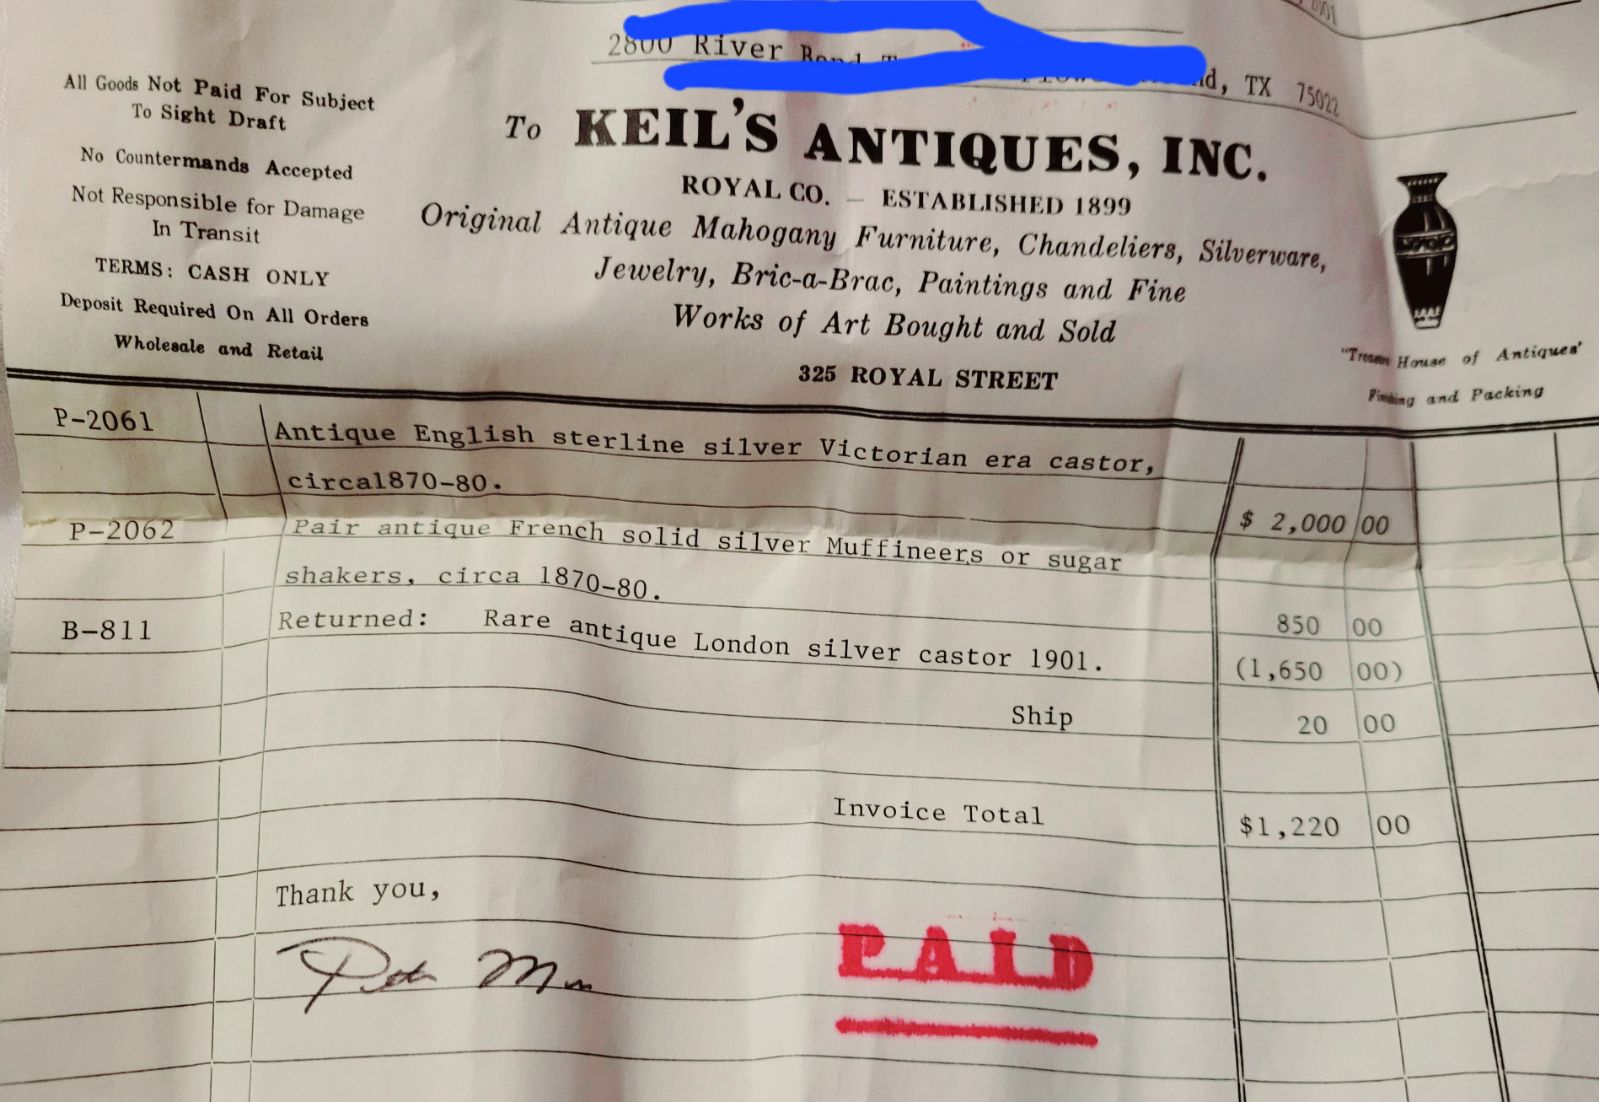 2800 River
, TX 75022
All Goods Not Paid For Subject
To Sight Draft
No Countermands Accepted
Not Responsible for Damage
In Transit
TERMS: CASH ONLY
Deposit Required On All Orders
Wholesale and Retail
To KEIL'S ANTIQUES, INC.
ROYAL CO. — ESTABLISHED 1899
Original Antique Mahogany Furniture, Chandeliers, Silverware,
Jewelry, Bric-a-Brac, Paintings and Fine
Works of Art Bought and Sold
325 ROYAL STREET
House of Antiques'
and Packing
P-2061 Antique English sterline silver Victorian era castor,
circa1870-80. $ 2,000 00
P-2062 Pair antique French solid silver Muffineers or sugar
shakers, circa 1870-80. 850 00
B-811 Returned: Rare antique London silver castor 1901. (1,650 00)
Ship 20 00
Invoice Total $1,220 00
Thank you,
PAID